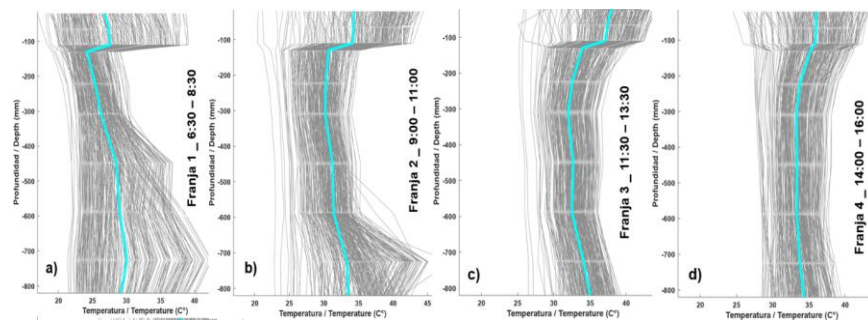 -100
-200
-300
-400
-500
-600
-700
-800
Profundidad / Depth (mm)
a)
Franja 1 _ 6:30 – 8:30
20 25 30 35 40
Temperatura / Temperature (C°)
-100
-200
-300
-400
-500
-600
-700
-800
Profundidad / Depth (mm)
b)
Franja 2 _ 9:00 – 11:00
25 30 35 40 45
Temperatura / Temperature (C°)
-100
-200
-300
-400
-500
-600
-700
-800
Profundidad / Depth (mm)
c)
Franja 3 _ 11:30 – 13:30
25 30 35 40
Temperatura / Temperature (C°)
-100
-200
-300
-400
-500
-600
-700
-800
Profundidad / Depth (mm)
d)
Franja 4 _ 14:00 – 16:00
20 25 30 35 40
Temperatura / Temperature (C°)